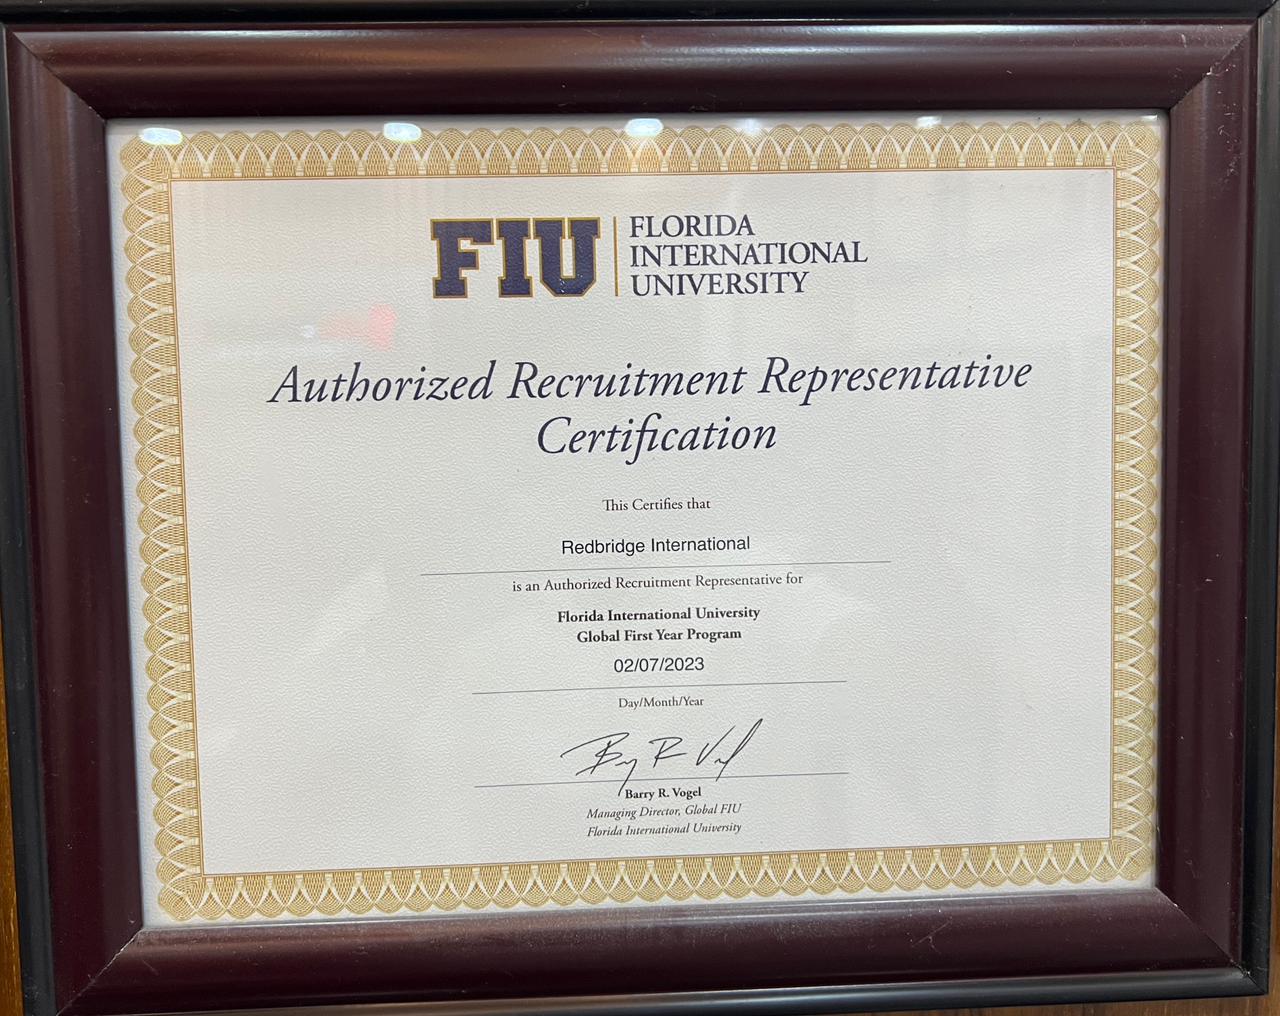 FIU
FLORIDA
INTERNATIONAL
UNIVERSITY
Authorized Recruitment Representative
Certification
This Certifies that
Redbridge International
is an Authorized Recruitment Representative for
Florida International University
Global First Year Program
02/07/2023
Day/Month/Year
Barry R. Vogel
Managing Director, Global FIU
Florida International University